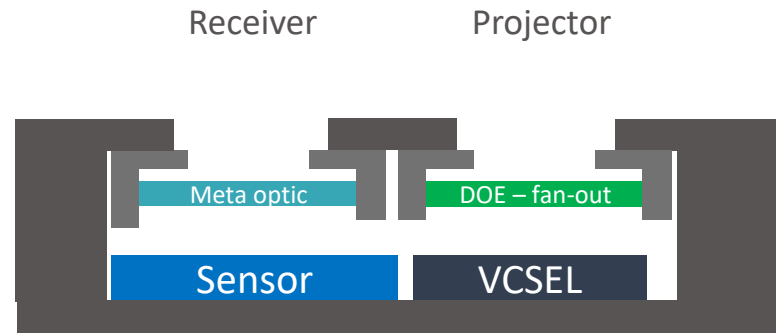 Receiver
Projector
Meta optic
DOE – fan-out
Sensor
VCSEL